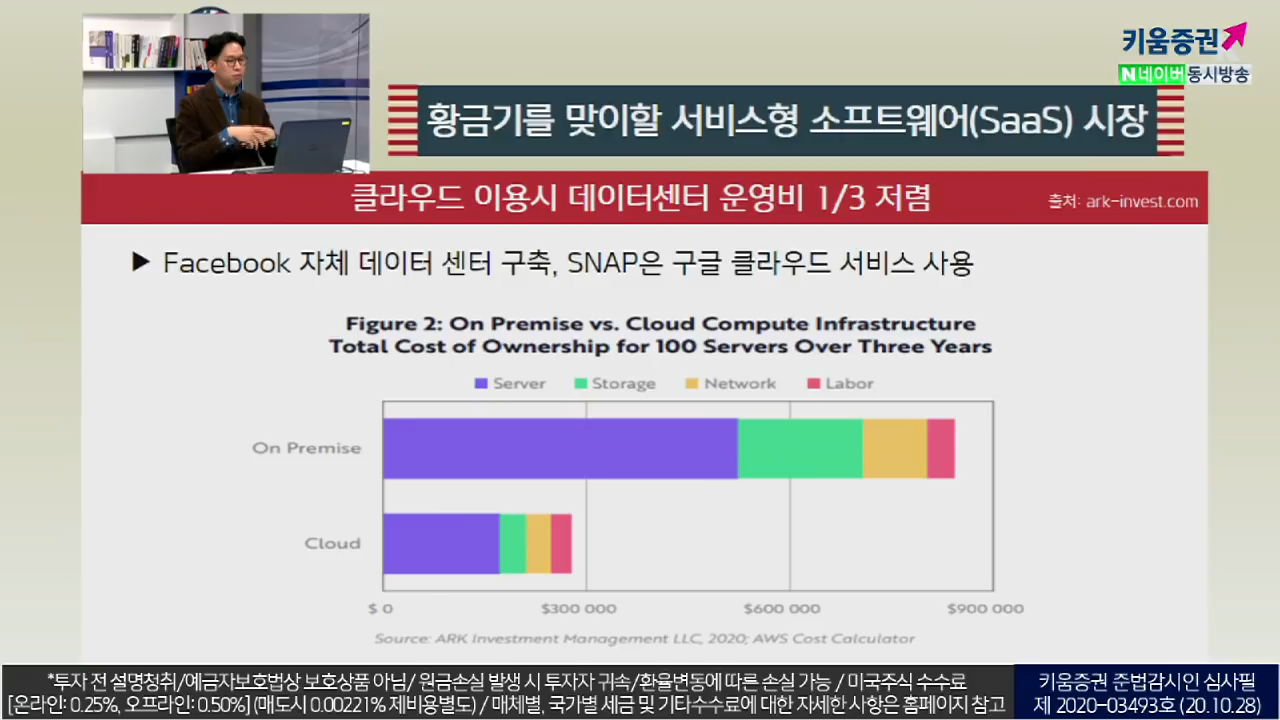 키움증권
N네이버 동시방송
황금기를 맞이할 서비스형 소프트웨어(SaaS) 시장
클라우드 이용시 데이터센터 운영비 1/3 저렴
출처: ark-invest.com
▶ Facebook 자체 데이터 센터 구축, SNAP은 구글 클라우드 서비스 사용
Figure 2: On Premise vs. Cloud Compute Infrastructure
Total Cost of Ownership for 100 Servers Over Three Years
Server Storage Network Labor
On Premise
Cloud
$ 0 $300 000 $600 000 $900 000
Source: ARK Investment Management LLC, 2020; AWS Cost Calculator
*투자 전 설명청취/예금자보호법상 보호상품 아님/ 원금손실 발생 시 투자자 귀속/환율변동에 따른 손실 가능 / 미국주식 수수료
[온라인: 0.25%, 오프라인: 0.50%] (매도시 0.00221% 제비용별도) / 매체별, 국가별 세금 및 기타수수료에 대한 자세한 사항은 홈페이지 참고
키움증권 준법감시인 심사필
제 2020-03493호 (20.10.28)